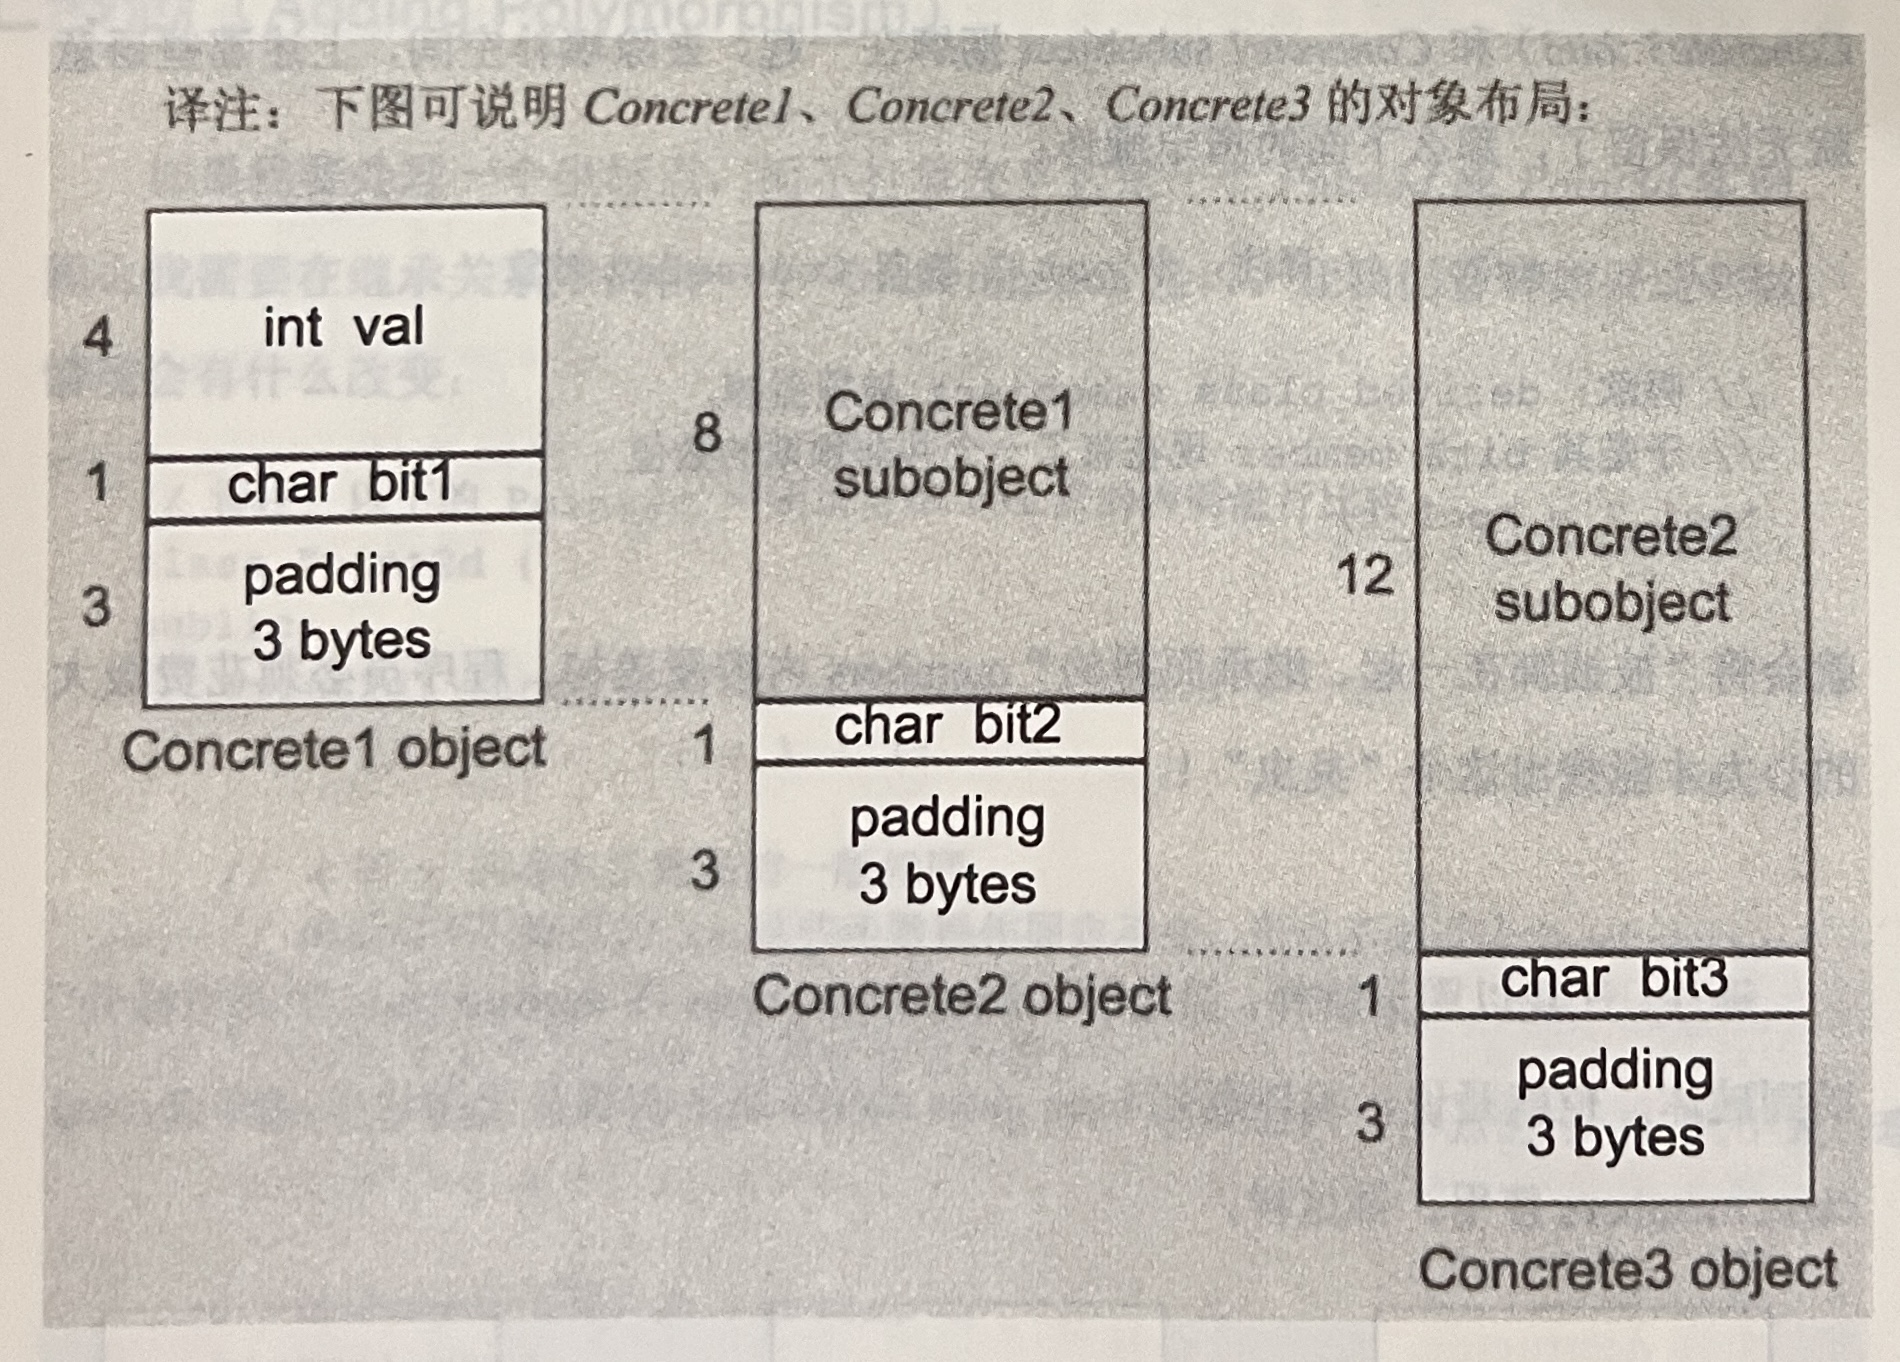 译注：下图可说明 Concrete1、Concrete2、Concrete3 的对象布局：
4
int val
1
char bit1
3
padding
3 bytes
Concrete1 object
8
Concrete1
subobject
1
char bit2
3
padding
3 bytes
Concrete2 object
12
Concrete2
subobject
1
char bit3
3
padding
3 bytes
Concrete3 object